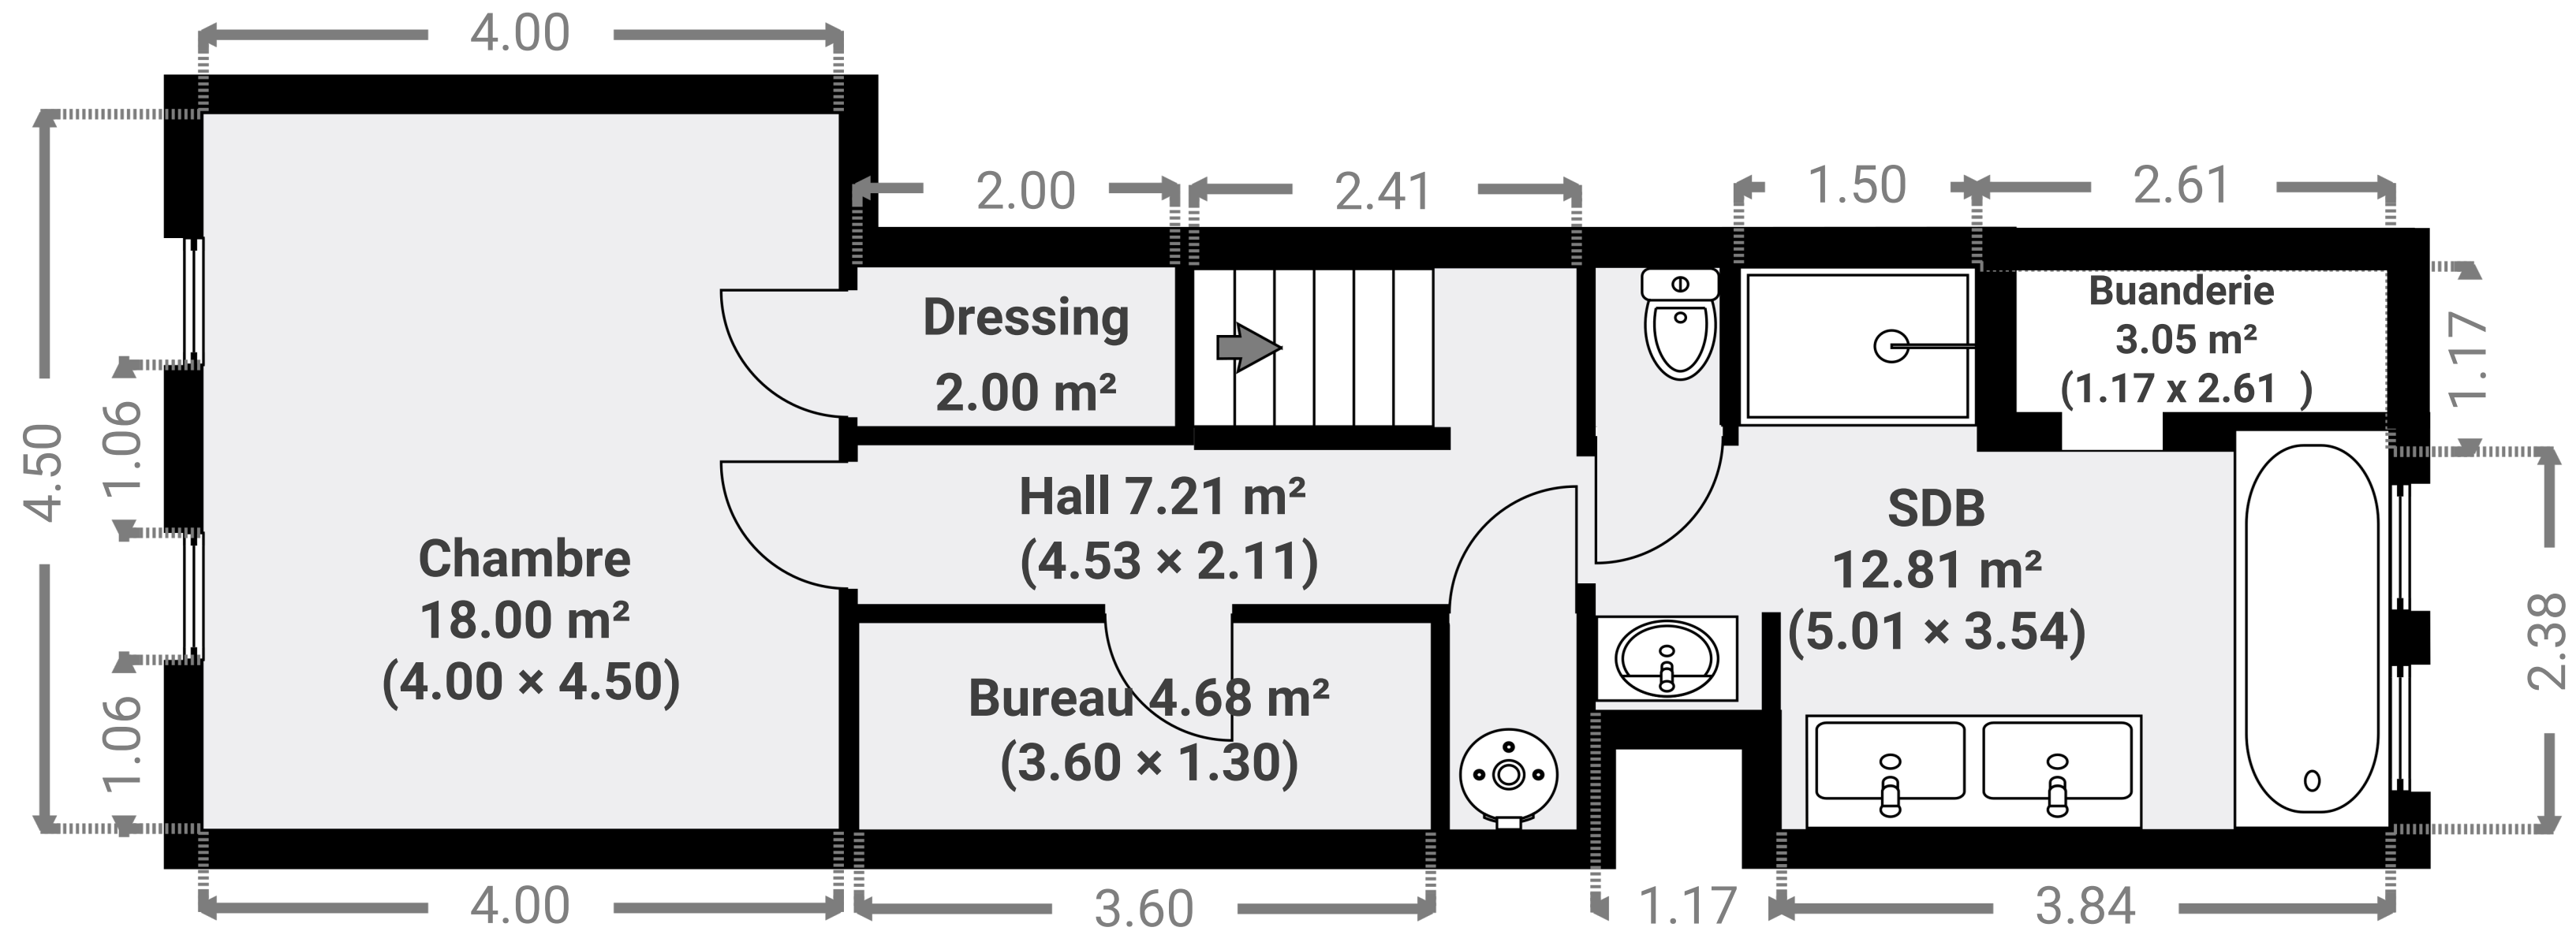 4.00
2.00
2.41
1.50
2.61
4.50
1.06
1.06
Chambre
18.00 m²
(4.00 × 4.50)
Dressing
2.00 m²
Hall 7.21 m²
(4.53 × 2.11)
Bureau 4.68 m²
(3.60 × 1.30)
SDB
12.81 m²
(5.01 × 3.54)
Buanderie
3.05 m²
(1.17 x 2.61 )
1.17
2.38
4.00
3.60
1.17
3.84